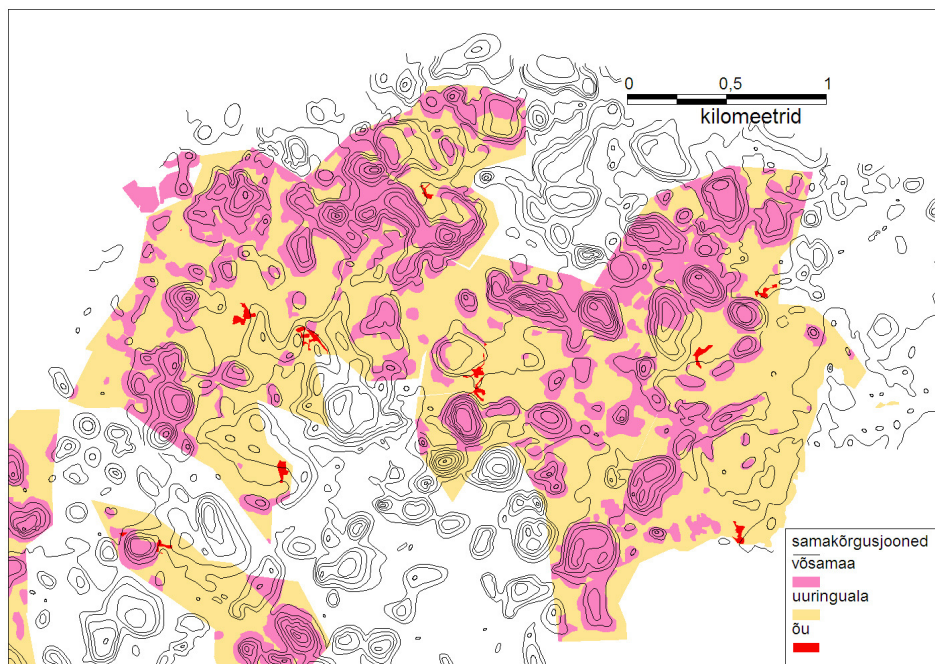 0 0,5 1
kilomeetrid
samakõrgusjooned
võsamaa
uuringuala
õu